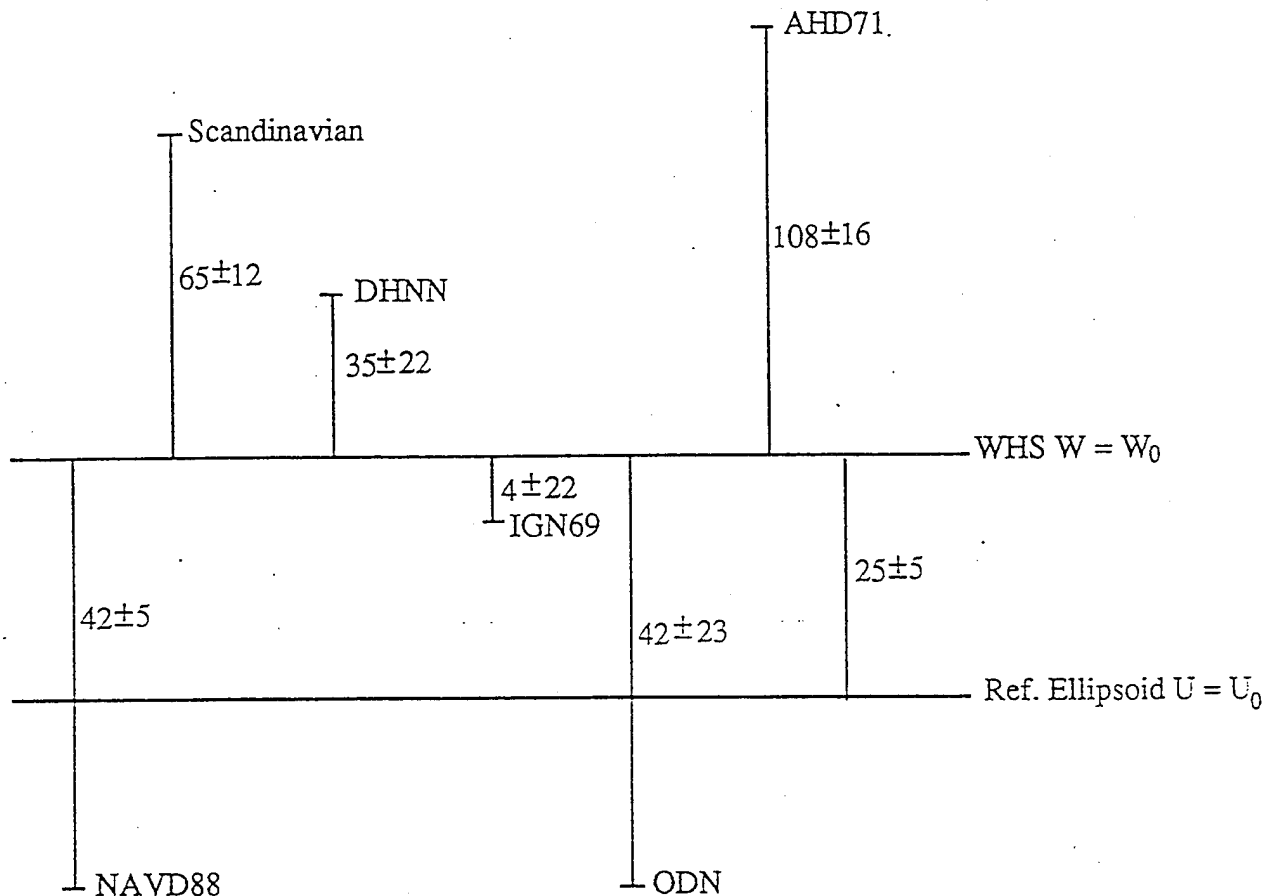 AHD71.
Scandinavian
108±16
65±12
DHNN
35±22
WHS W = W₀
4±22
IGN69
25±5
42±5
42±23
Ref. Ellipsoid U = U₀
NAVD88
ODN